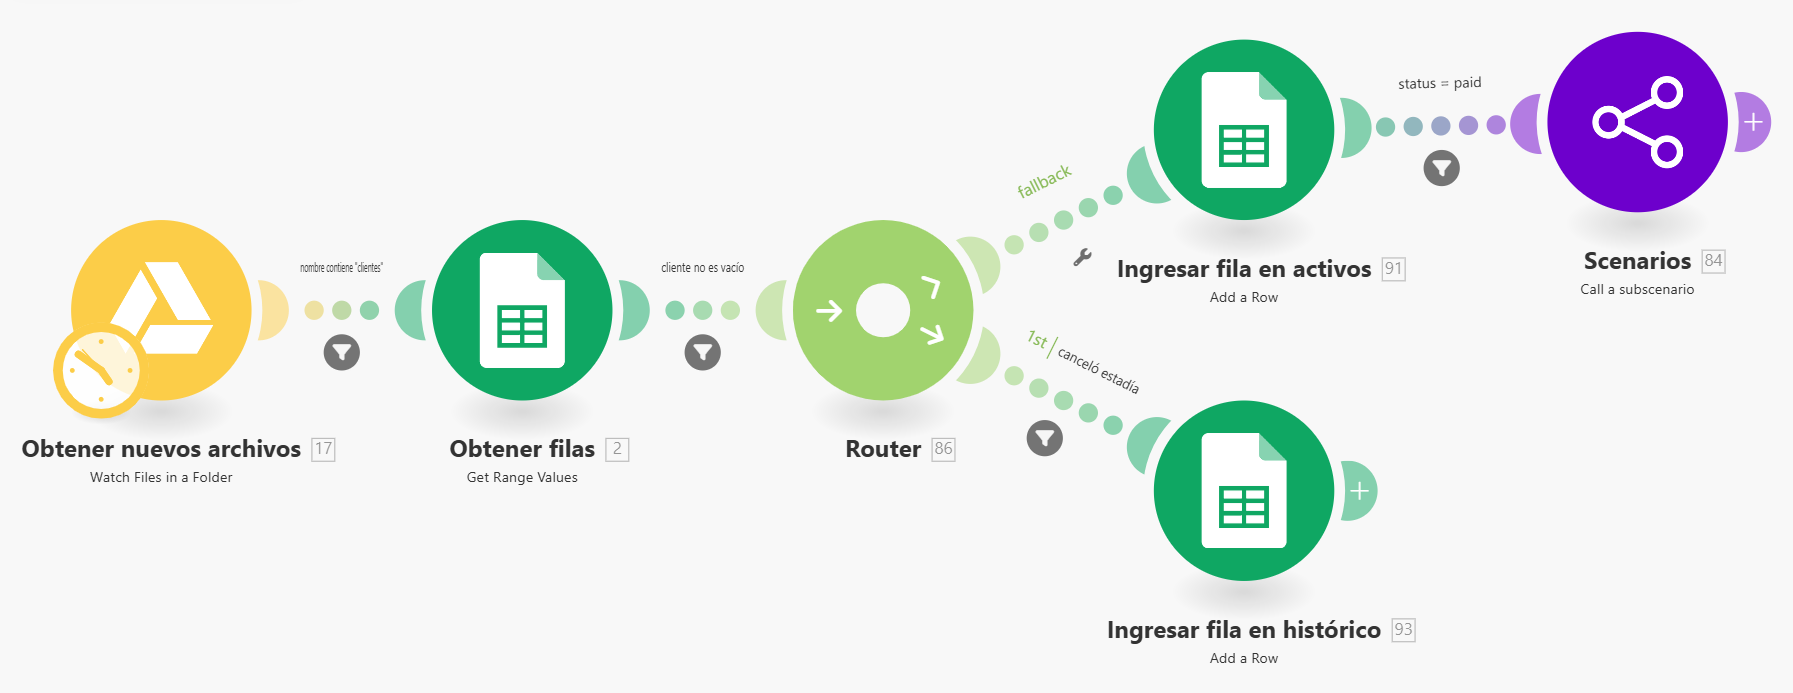 nombre contiene "clientes"
Obtener nuevos archivos 17
Watch Files in a Folder
Obtener filas 2
Get Range Values
cliente no es vacío
Router 86
fallback
Ingresar fila en activos 91
Add a Row
status = paid
Scenarios 84
Call a subscenario
1st | canceló estadía
Ingresar fila en histórico 93
Add a Row